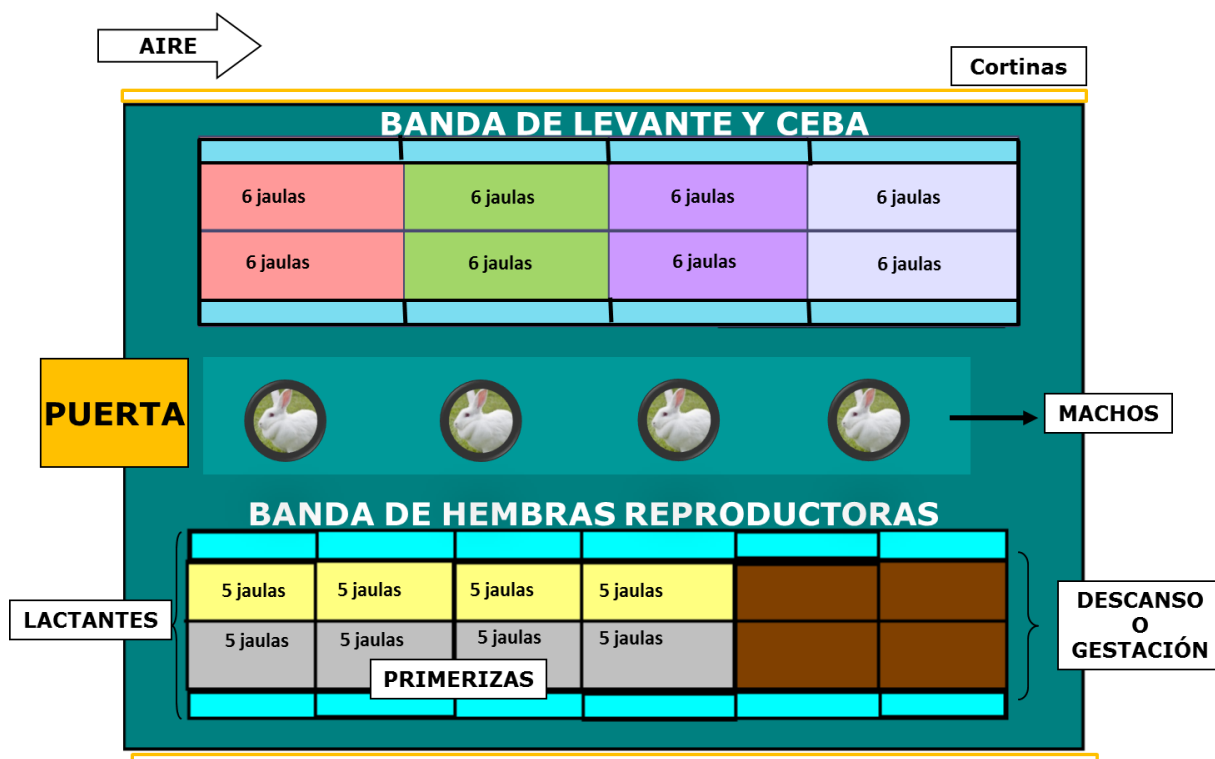 AIRE
Cortinas
BANDA DE LEVANTE Y CEBA
6 jaulas
6 jaulas
6 jaulas
6 jaulas
6 jaulas
6 jaulas
6 jaulas
6 jaulas
PUERTA
MACHOS
BANDA DE HEMBRAS REPRODUCTORAS
LACTANTES
5 jaulas
5 jaulas
5 jaulas
5 jaulas
5 jaulas
5 jaulas
5 jaulas
5 jaulas
PRIMERIZAS
DESCANSO
O
GESTACIÓN